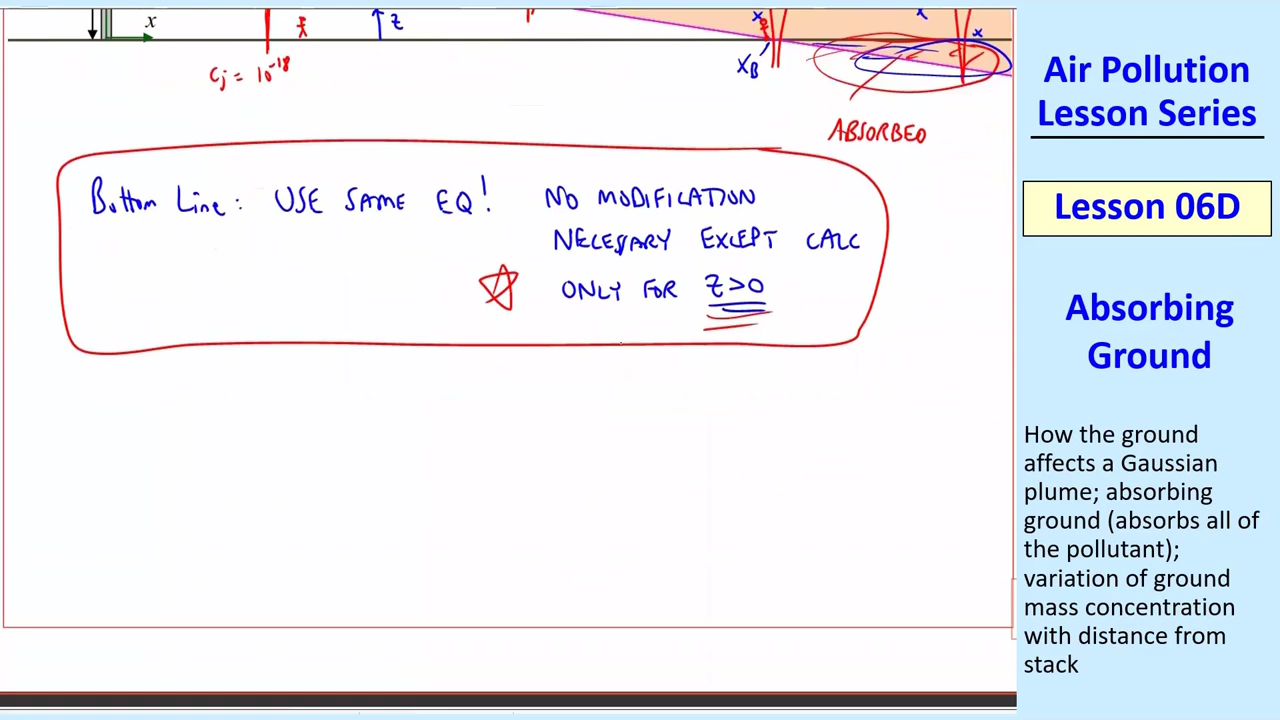 x
z
x
c_j = 10^-18
X_B'
ABSORBED
Bottom Line: USE SAME EQ! NO MODIFICATION
NECESSARY EXCEPT CALC
ONLY FOR z>0
Air Pollution
Lesson Series
Lesson 06D
Absorbing
Ground
How the ground
affects a Gaussian
plume; absorbing
ground (absorbs all of
the pollutant);
variation of ground
mass concentration
with distance from
stack